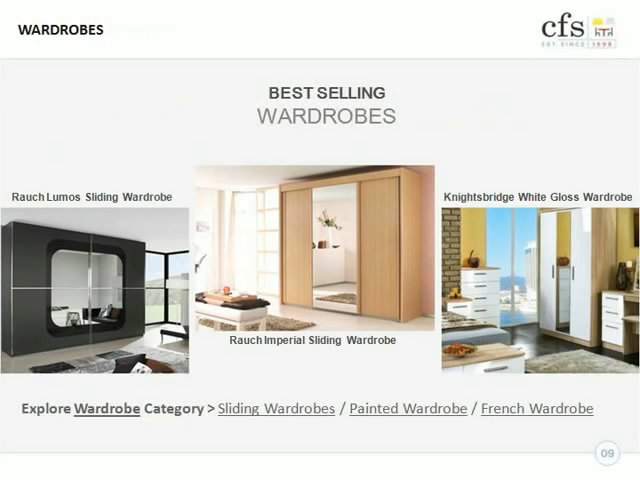 WARDROBES
cfs
EST. SINCE 1998
BEST SELLING
WARDROBES
Rauch Lumos Sliding Wardrobe
Knightsbridge White Gloss Wardrobe
Rauch Imperial Sliding Wardrobe
Explore Wardrobe Category > Sliding Wardrobes / Painted Wardrobe / French Wardrobe
09